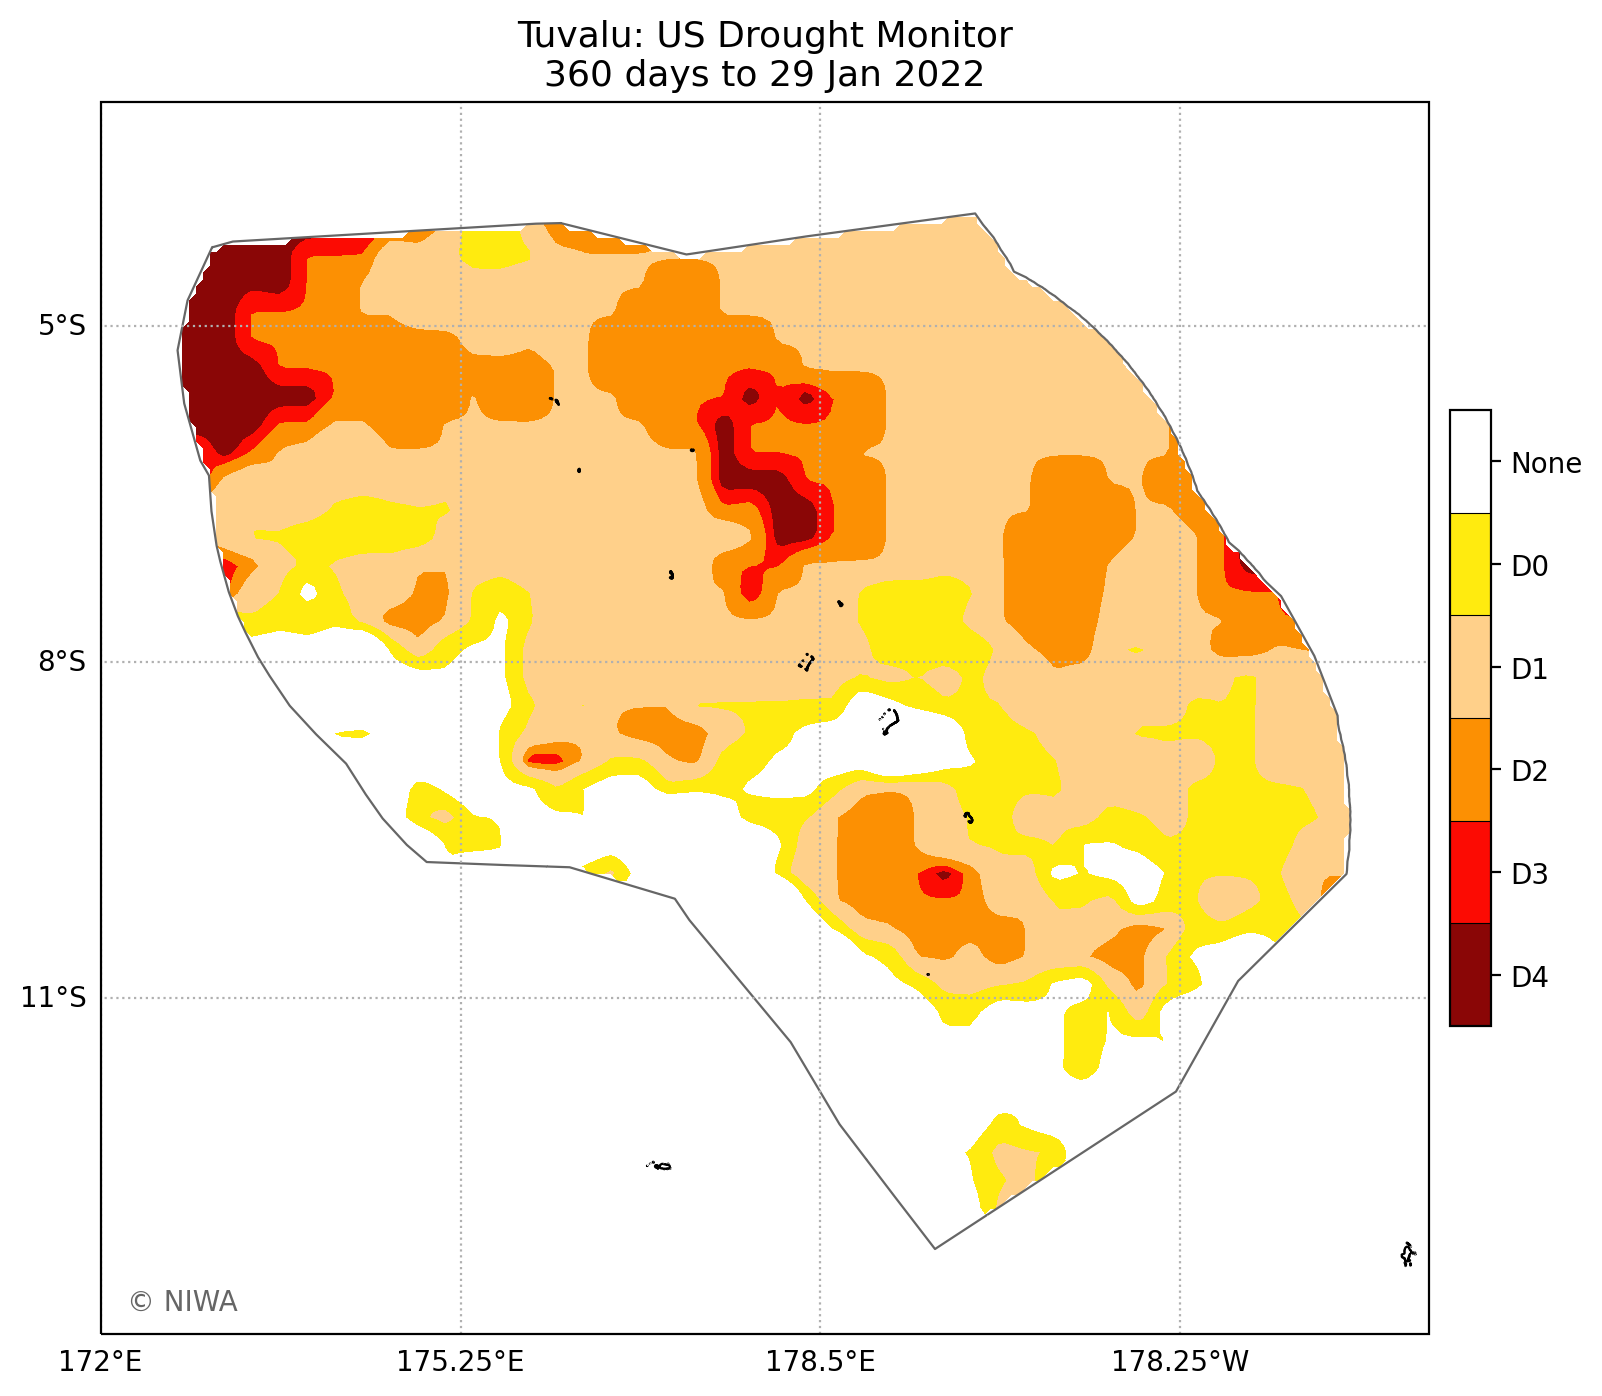 Tuvalu: US Drought Monitor
360 days to 29 Jan 2022
5°S
8°S
11°S
172°E
175.25°E
178.5°E
178.25°W
None
D0
D1
D2
D3
D4
© NIWA